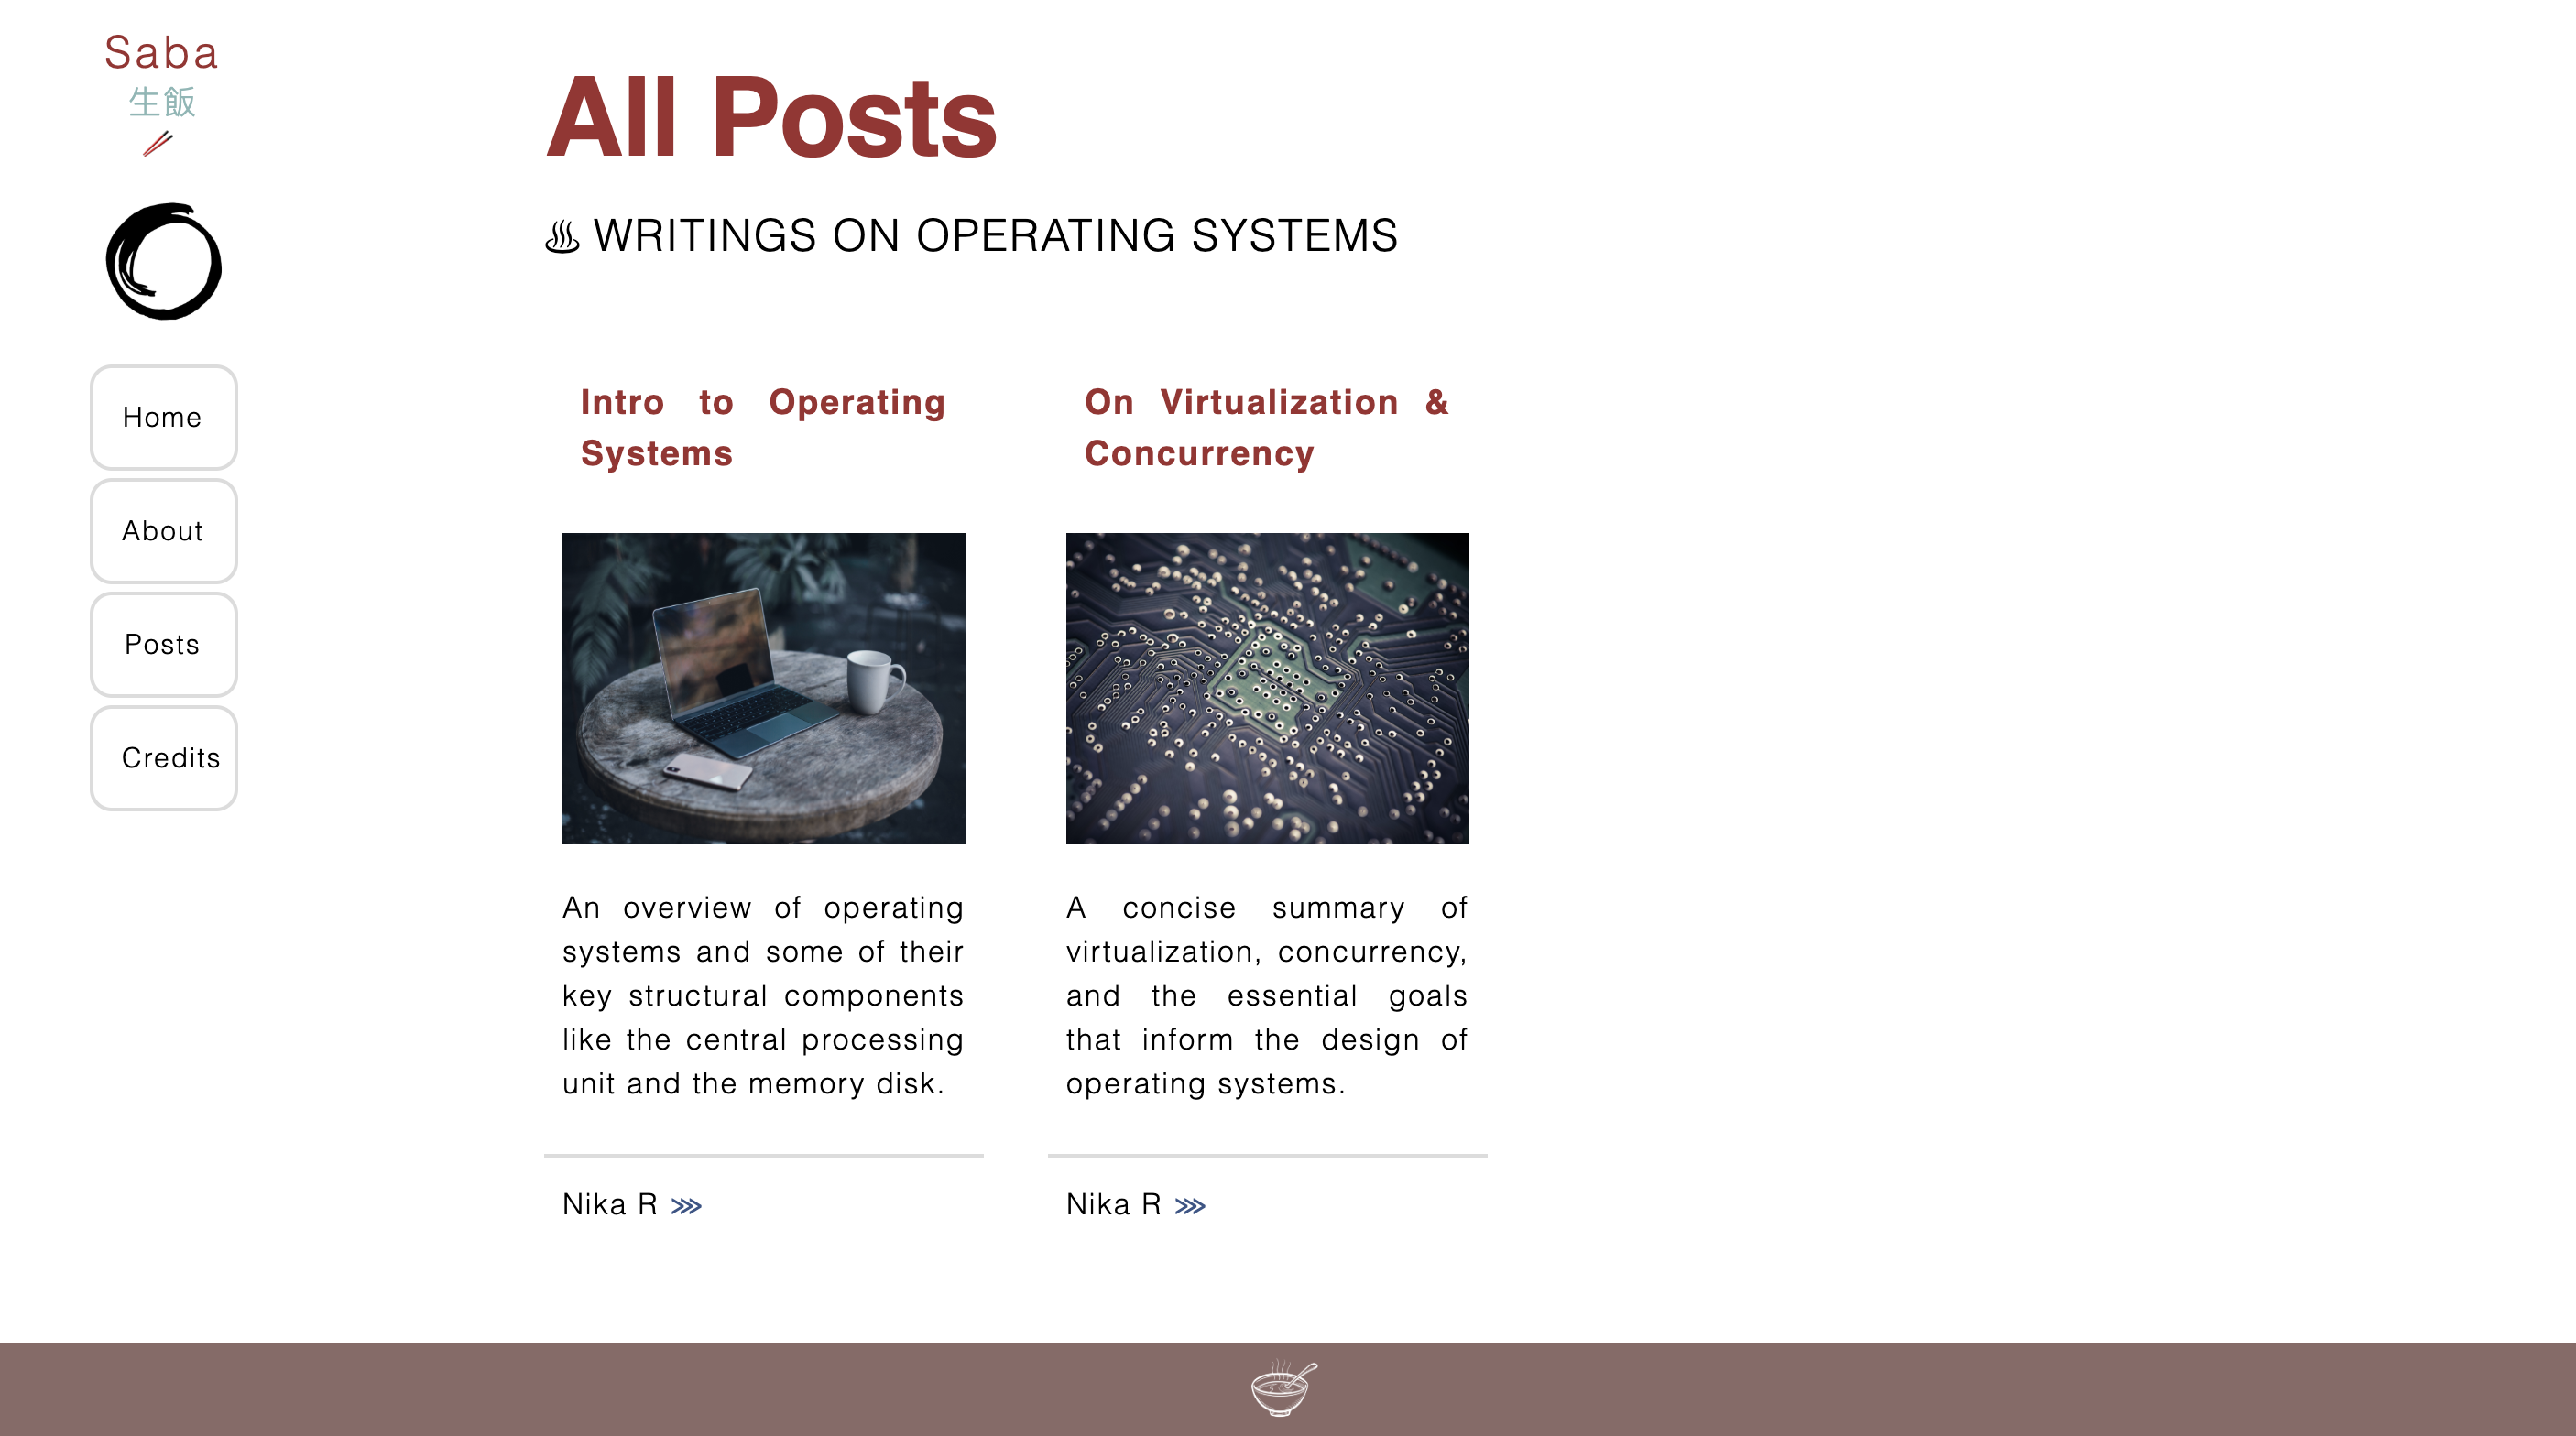 Saba
生飯
Home
About
Posts
Credits
All Posts
♨ WRITINGS ON OPERATING SYSTEMS
Intro to Operating
Systems
An overview of operating
systems and some of their
key structural components
like the central processing
unit and the memory disk.
Nika R ⋙
On Virtualization &
Concurrency
A concise summary of
virtualization, concurrency,
and the essential goals
that inform the design of
operating systems.
Nika R ⋙